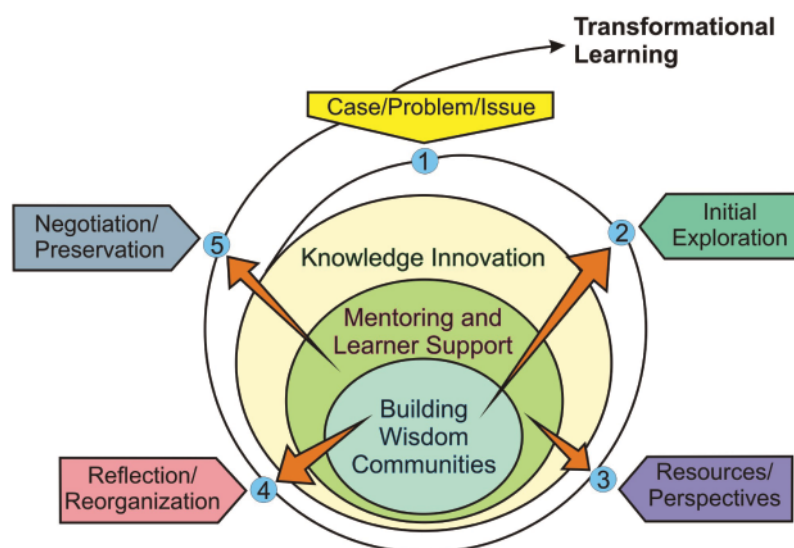 Transformational
Learning
Case/Problem/Issue
1
Negotiation/
Preservation
5
2
Initial
Exploration
Knowledge Innovation
Mentoring and
Learner Support
Building
Wisdom
Communities
Reflection/
Reorganization
4
3
Resources/
Perspectives